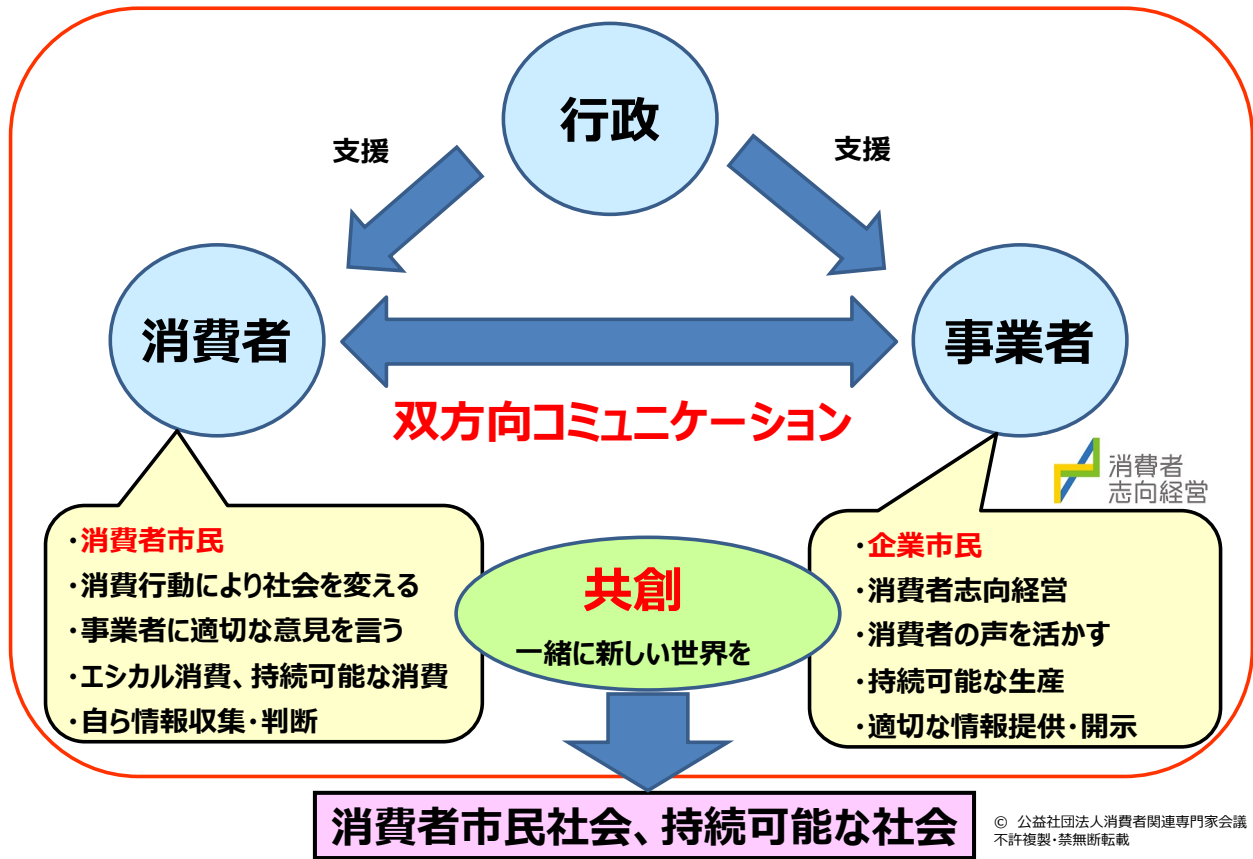 行政
支援
支援
消費者
事業者
双方向コミュニケーション
消費者
志向経営
・消費者市民
・消費行動により社会を変える
・事業者に適切な意見を言う
・エシカル消費、持続可能な消費
・自ら情報収集・判断
共創
一緒に新しい世界を
・企業市民
・消費者志向経営
・消費者の声を活かす
・持続可能な生産
・適切な情報提供・開示
消費者市民社会、持続可能な社会
© 公益社団法人消費者関連専門家会議
不許複製・禁無断転載